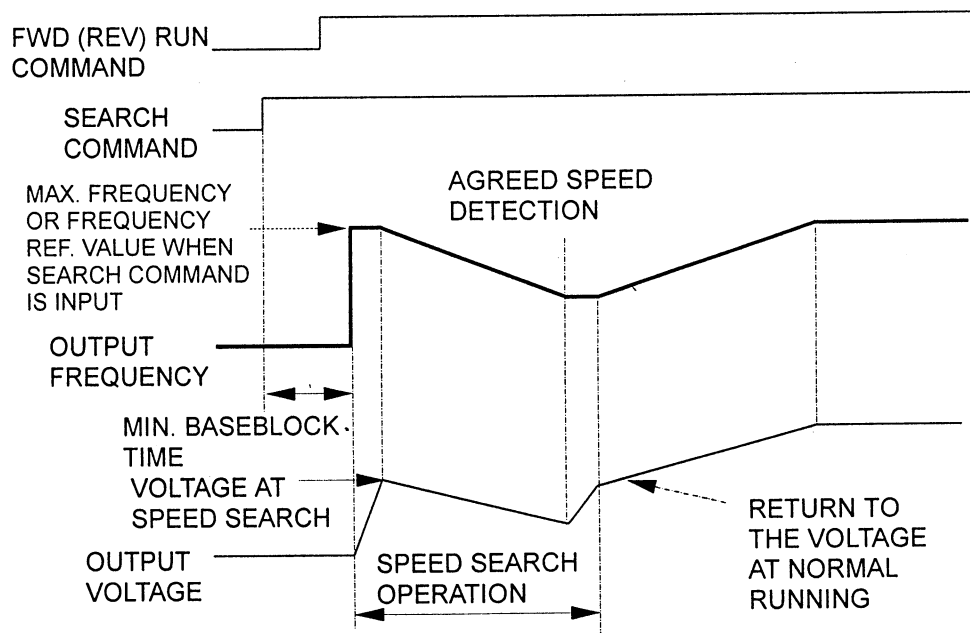 FWD (REV) RUN
COMMAND
SEARCH
COMMAND
MAX. FREQUENCY
OR FREQUENCY
REF. VALUE WHEN
SEARCH COMMAND
IS INPUT
AGREED SPEED
DETECTION
OUTPUT
FREQUENCY
MIN. BASEBLOCK
TIME
VOLTAGE AT
SPEED SEARCH
OUTPUT
VOLTAGE
SPEED SEARCH
OPERATION
RETURN TO
THE VOLTAGE
AT NORMAL
RUNNING